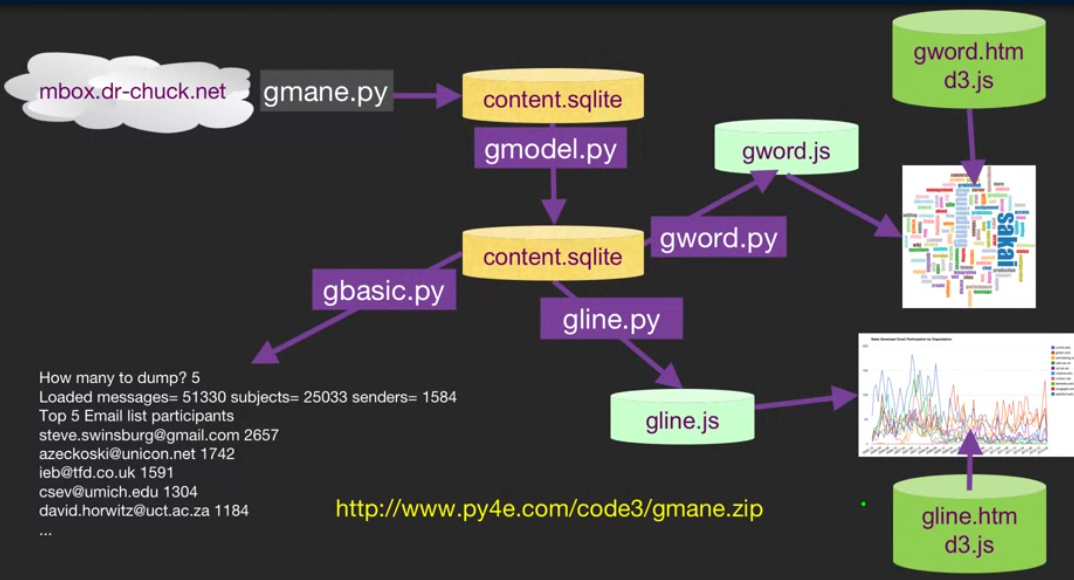 mbox.dr-chuck.net
gmane.py
content.sqlite
gmodel.py
content.sqlite
gword.py
gword.js
gword.htm
d3.js
building
sakai
gbasic.py
gline.py
gline.js
gline.htm
d3.js
How many to dump? 5
Loaded messages= 51330 subjects= 25033 senders= 1584
Top 5 Email list participants
steve.swinsburg@gmail.com 2657
azeckoski@unicon.net 1742
ieb@tfd.co.uk 1591
csev@umich.edu 1304
david.horwitz@uct.ac.za 1184
...
http://www.py4e.com/code3/gmane.zip